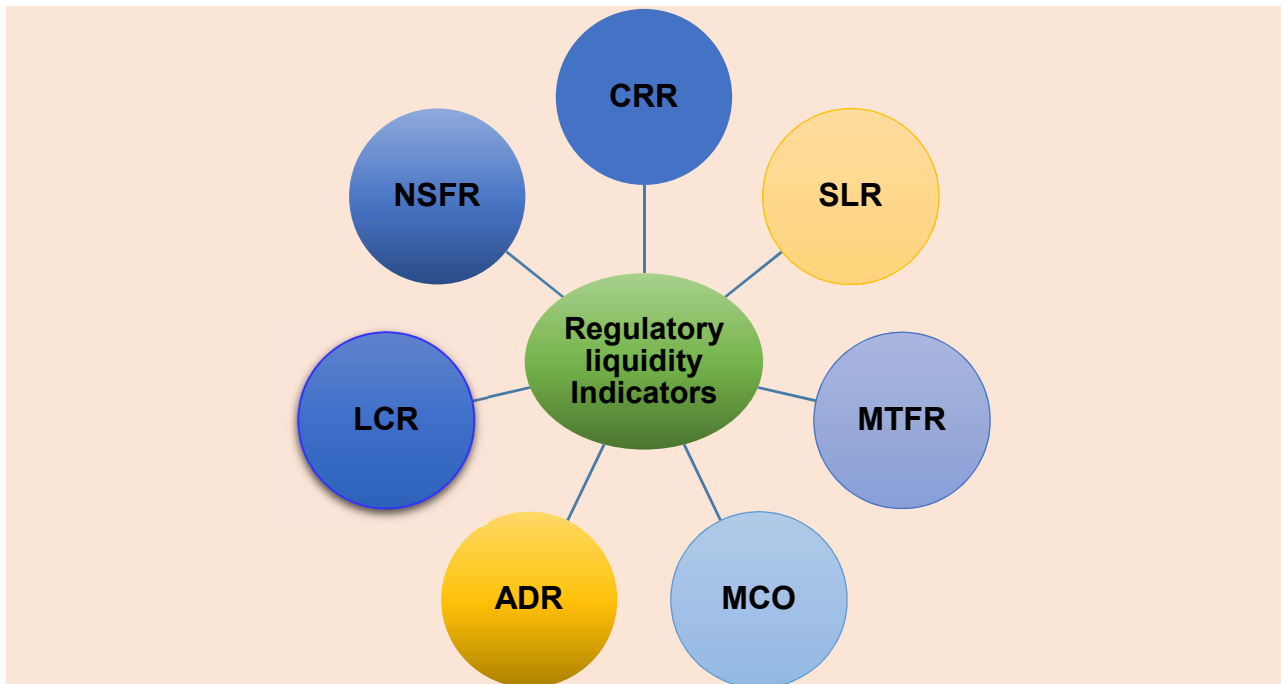 CRR
NSFR
SLR
Regulatory
liquidity
Indicators
LCR
MTFR
ADR
MCO